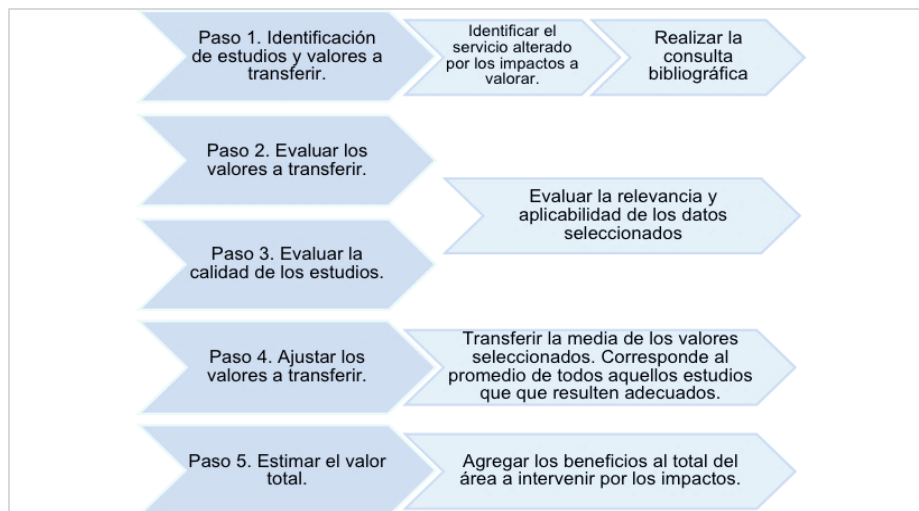 Paso 1. Identificación
de estudios y valores a
transferir.
Identificar el
servicio alterado
por los impactos a
valorar.
Realizar la
consulta
bibliográfica
Paso 2. Evaluar los
valores a transferir.
Evaluar la relevancia y
aplicabilidad de los datos
seleccionados
Paso 3. Evaluar la
calidad de los estudios.
Paso 4. Ajustar los
valores a transferir.
Transferir la media de los valores
seleccionados. Corresponde al
promedio de todos aquellos estudios
que que resulten adecuados.
Paso 5. Estimar el valor
total.
Agregar los beneficios al total del
área a intervenir por los impactos.